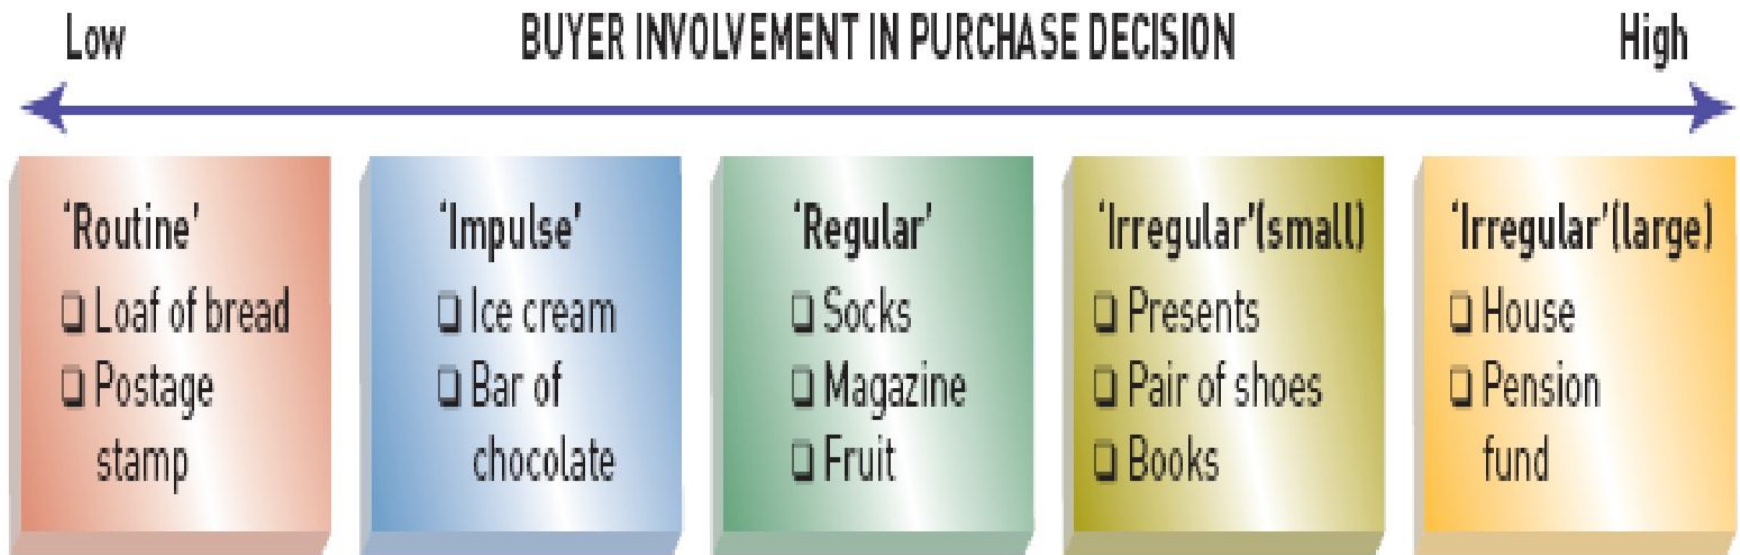 Low
BUYER INVOLVEMENT IN PURCHASE DECISION
High
‘Routine’
❑ Loaf of bread
❑ Postage
stamp
‘Impulse’
❑ Ice cream
❑ Bar of
chocolate
‘Regular’
❑ Socks
❑ Magazine
❑ Fruit
‘Irregular’(small)
❑ Presents
❑ Pair of shoes
❑ Books
‘Irregular’(large)
❑ House
❑ Pension
fund